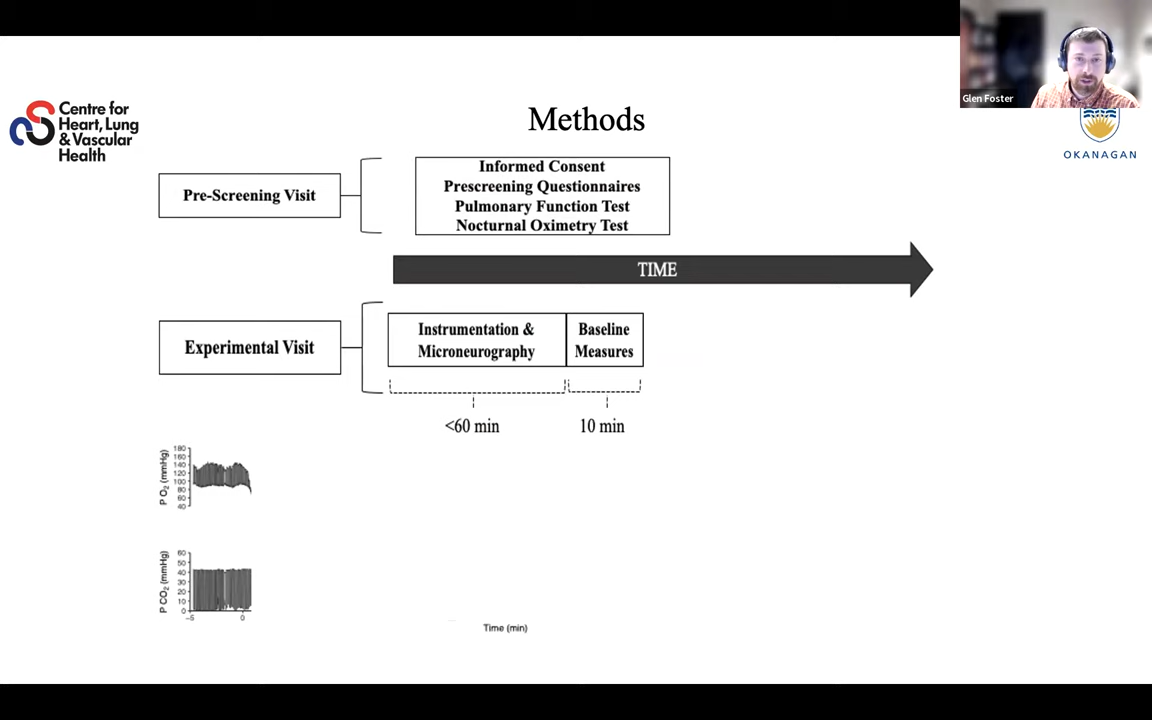 Glen Foster
Centre for
Heart, Lung
& Vascular
Health
OKANAGAN
Methods
Pre-Screening Visit
Informed Consent
Prescreening Questionnaires
Pulmonary Function Test
Nocturnal Oximetry Test
TIME
Experimental Visit
Instrumentation &
Microneurography
Baseline
Measures
<60 min
10 min
P O2 (mmHg)
180
160
140
120
100
80
60
40
P CO2 (mmHg)
60
50
40
30
20
10
0
-5
0
Time (min)